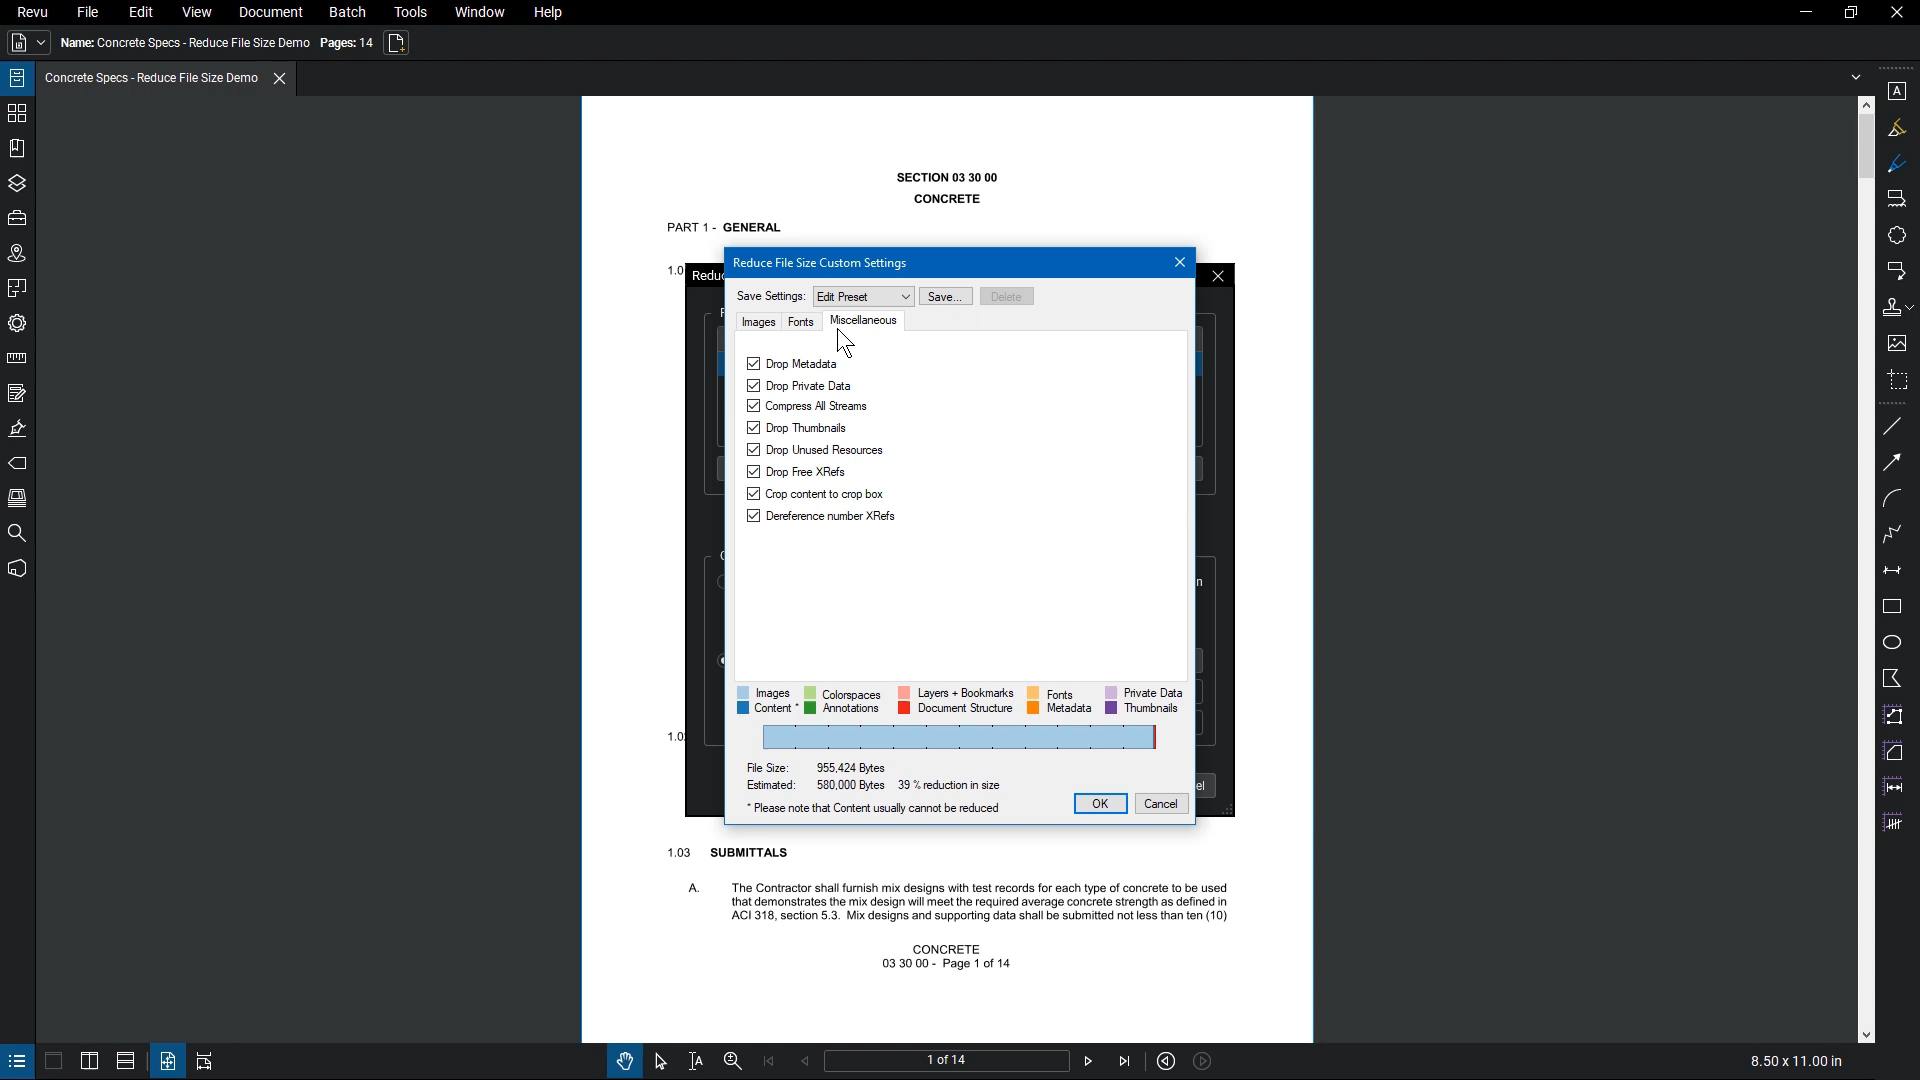 Revu File Edit View Document Batch Tools Window Help
Name: Concrete Specs - Reduce File Size Demo Pages: 14
Concrete Specs - Reduce File Size Demo
SECTION 03 30 00
CONCRETE
PART 1 - GENERAL
1.0
Reduc
Reduce File Size Custom Settings
Save Settings: Edit Preset Save... Delete
Images Fonts Miscellaneous
Drop Metadata
Drop Private Data
Compress All Streams
Drop Thumbnails
Drop Unused Resources
Drop Free XRefs
Crop content to crop box
Dereference number XRefs
Images Colorspaces Layers + Bookmarks Fonts Private Data
Content * Annotations Document Structure Metadata Thumbnails
1.0
File Size: 955,424 Bytes
Estimated: 580,000 Bytes 39 % reduction in size
* Please note that Content usually cannot be reduced
OK Cancel
el
1.03 SUBMITTALS
A. The Contractor shall furnish mix designs with test records for each type of concrete to be used
that demonstrates the mix design will meet the required average concrete strength as defined in
ACI 318, section 5.3. Mix designs and supporting data shall be submitted not less than ten (10)
CONCRETE
03 30 00 - Page 1 of 14
1 of 14
8.50 x 11.00 in